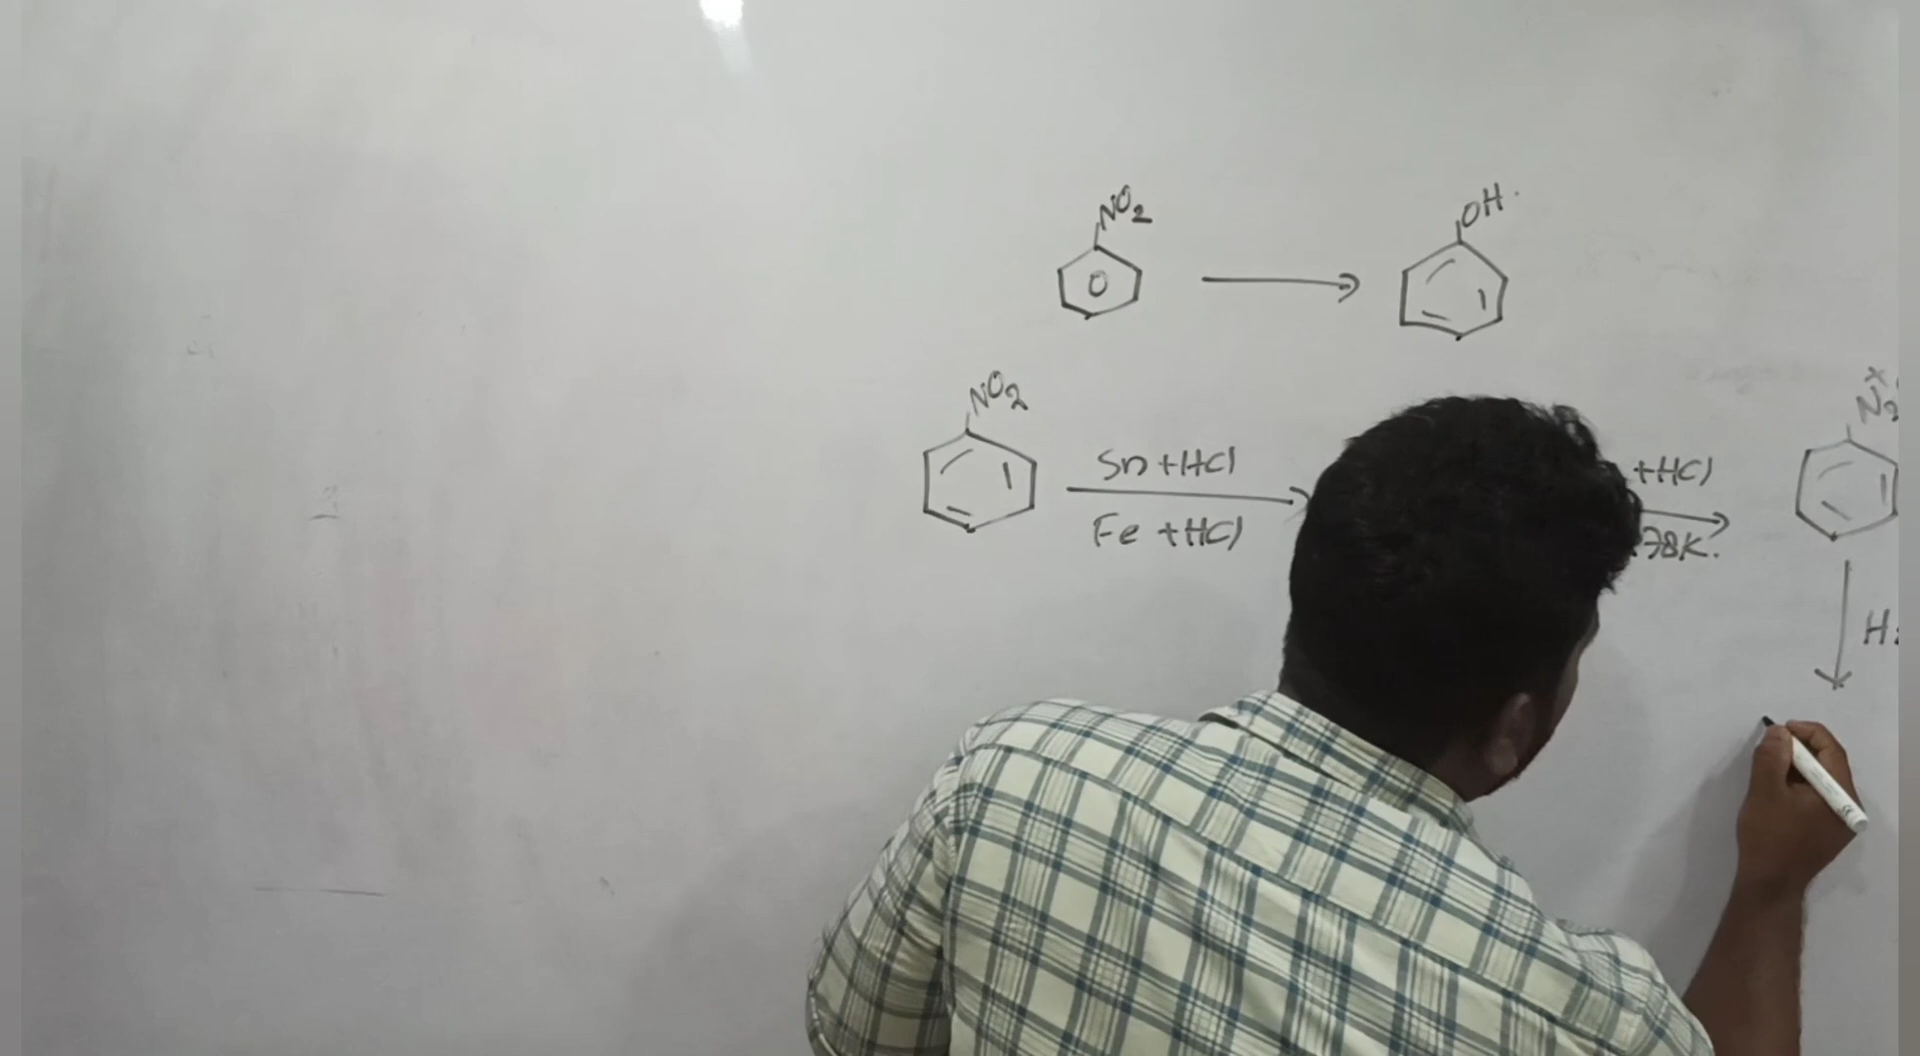 NO2
OH
NO2
Sn + HCl
Fe + HCl
+ HCl
78K.
+
N2